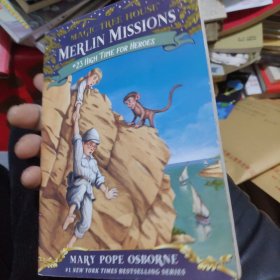 MAGIC TREE HOUSE
MERLIN MISSIONS
#23 HIGH TIME FOR HEROES
MARY POPE OSBORNE
#1 NEW YORK TIMES BESTSELLING SERIES